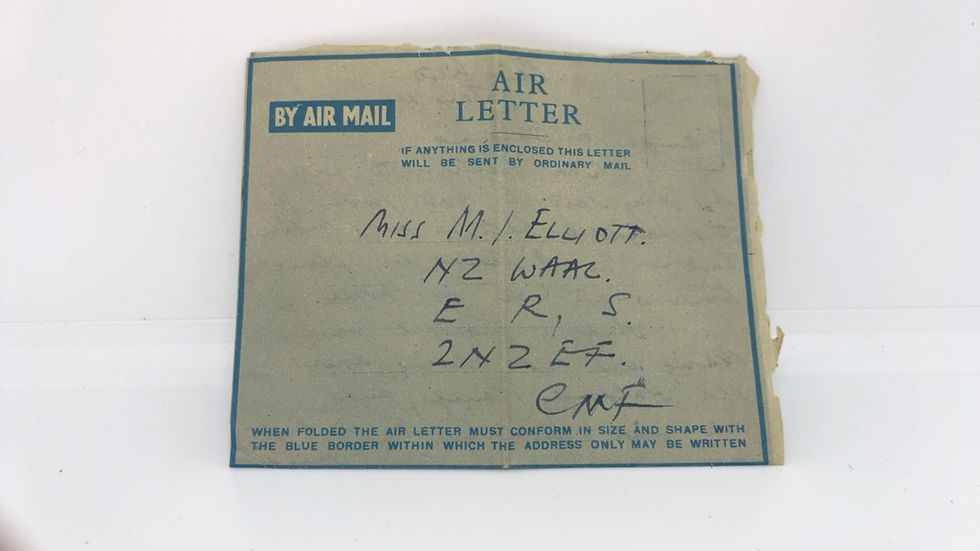 AIR
LETTER
BY AIR MAIL
IF ANYTHING IS ENCLOSED THIS LETTER
WILL BE SENT BY ORDINARY MAIL
MISS M. J. ELLIOTT.
NZ WAAC.
E R, S.
2NZEF.
CMF
WHEN FOLDED THE AIR LETTER MUST CONFORM IN SIZE AND SHAPE WITH
THE BLUE BORDER WITHIN WHICH THE ADDRESS ONLY MAY BE WRITTEN